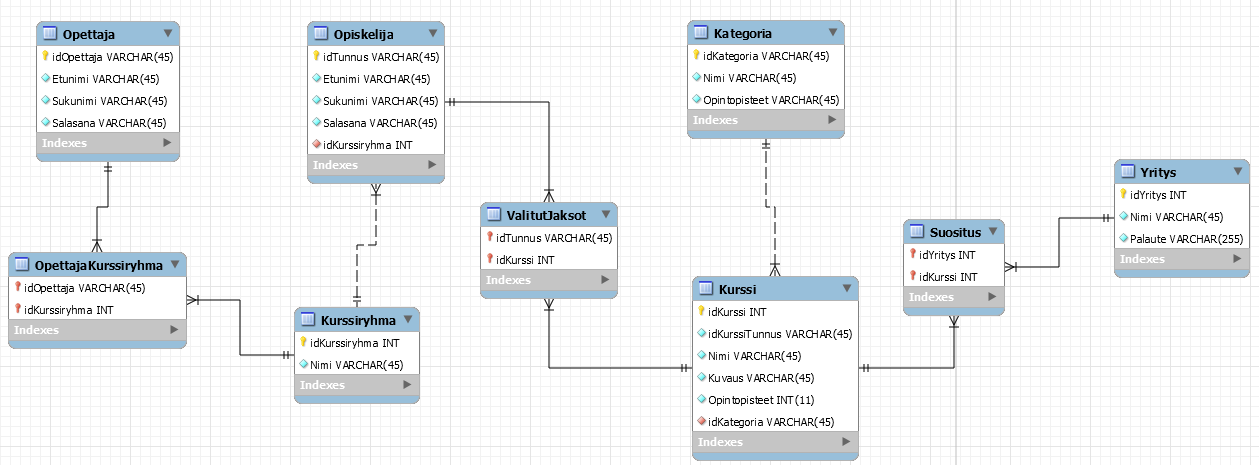 Opettaja
idOpettaja VARCHAR(45)
Etunimi VARCHAR(45)
Sukunimi VARCHAR(45)
Salasana VARCHAR(45)
Indexes
Opiskelija
idTunnus VARCHAR(45)
Etunimi VARCHAR(45)
Sukunimi VARCHAR(45)
Salasana VARCHAR(45)
idKurssiryhma INT
Indexes
Kategoria
idKategoria VARCHAR(45)
Nimi VARCHAR(45)
Opintopisteet VARCHAR(45)
Indexes
Yritys
idYritys INT
Nimi VARCHAR(45)
Palaute VARCHAR(255)
Indexes
ValitutJaksot
idTunnus VARCHAR(45)
idKurssi INT
Indexes
Suositus
idYritys INT
idKurssi INT
Indexes
OpettajaKurssiryhma
idOpettaja VARCHAR(45)
idKurssiryhma INT
Indexes
Kurssiryhma
idKurssiryhma INT
Nimi VARCHAR(45)
Indexes
Kurssi
idKurssi INT
idKurssiTunnus VARCHAR(45)
Nimi VARCHAR(45)
Kuvaus VARCHAR(45)
Opintopisteet INT(11)
idKategoria VARCHAR(45)
Indexes